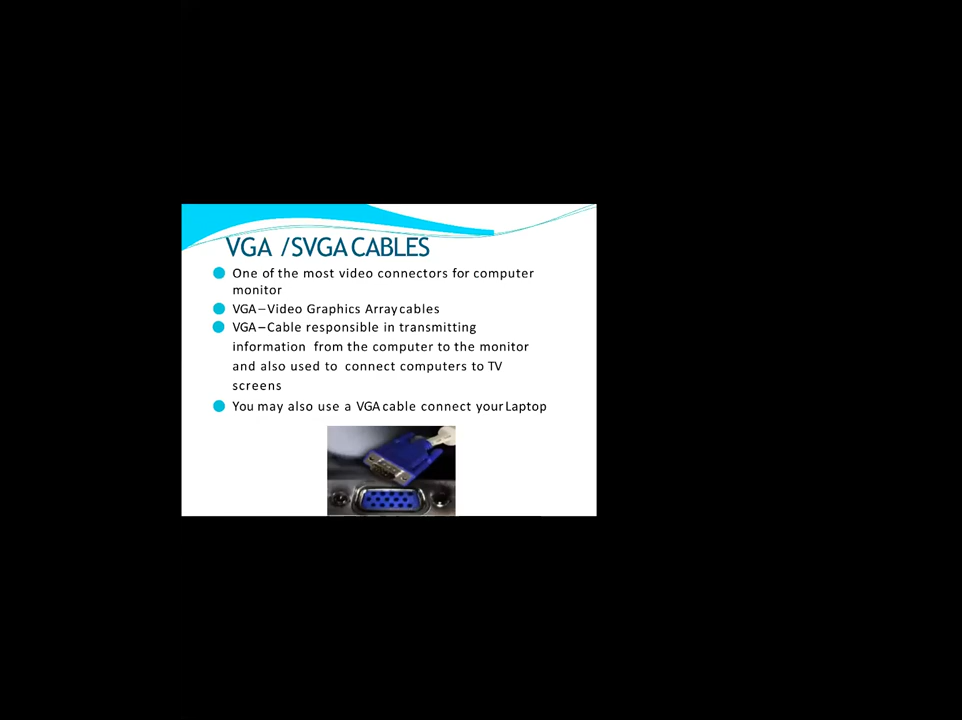 VGA / SVGA CABLES
One of the most video connectors for computer
monitor
VGA – Video Graphics Array cables
VGA – Cable responsible in transmitting
information from the computer to the monitor
and also used to connect computers to TV
screens
You may also use a VGA cable connect your Laptop